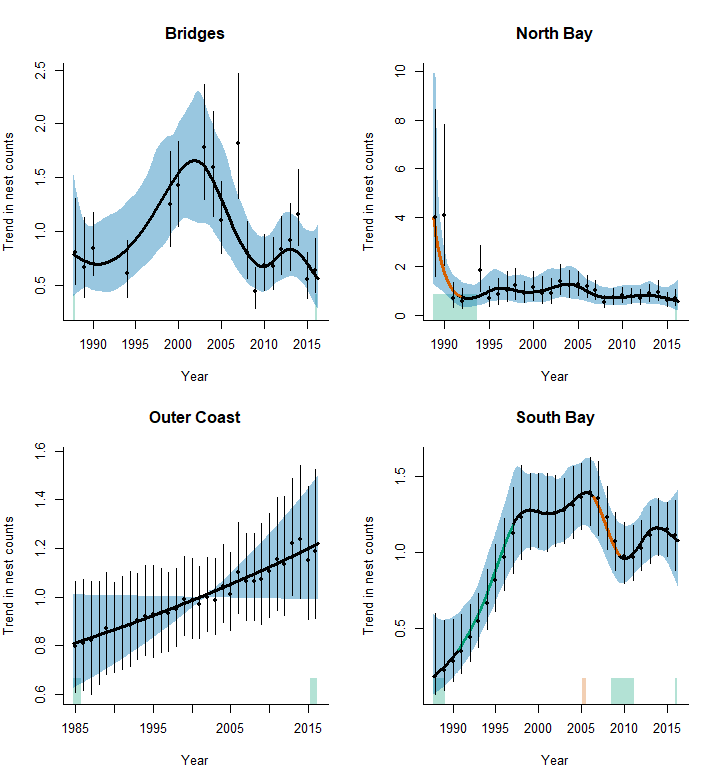 Bridges
Trend in nest counts
2.5
2.0
1.5
1.0
0.5
1990 1995 2000 2005 2010 2015
Year
North Bay
Trend in nest counts
10
8
6
4
2
0
1990 1995 2000 2005 2010 2015
Year
Outer Coast
Trend in nest counts
1.6
1.4
1.2
1.0
0.8
0.6
1985 1995 2005 2015
Year
South Bay
Trend in nest counts
1.5
1.0
0.5
1990 1995 2000 2005 2010 2015
Year